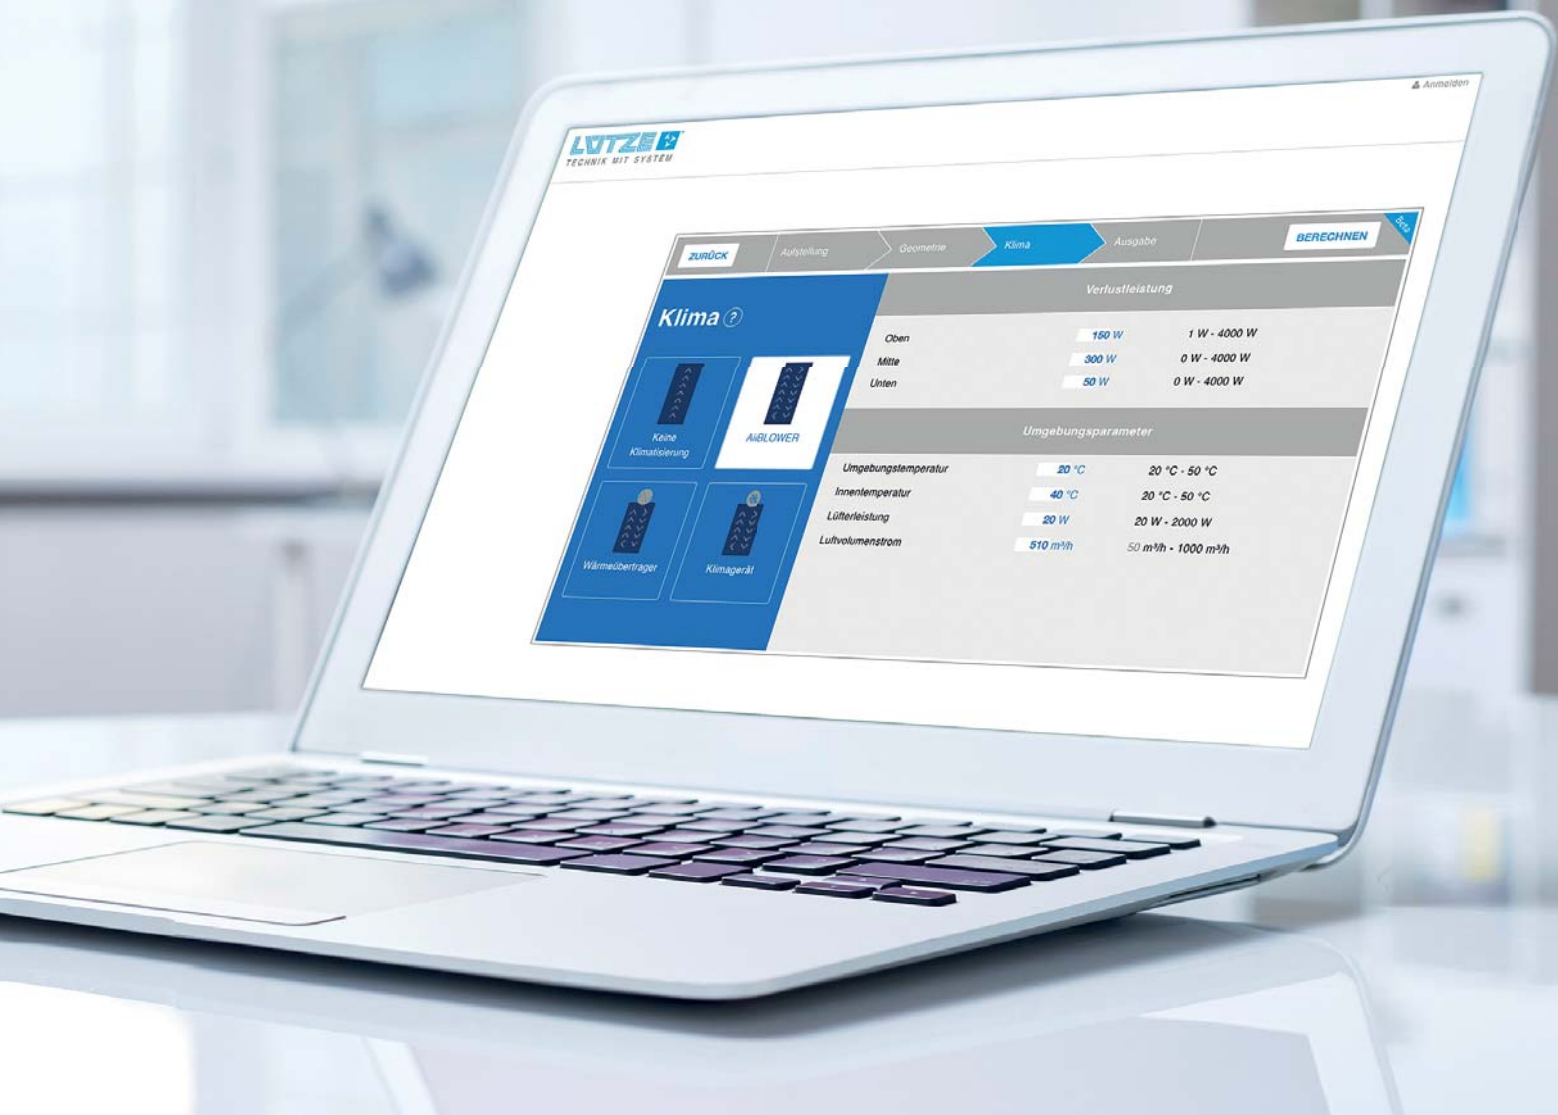 Anmelden
LÜTZE
TECHNIK MIT SYSTEM
Beta
ZURÜCK
Aufstellung
Geometrie
Klima
Ausgabe
BERECHNEN
Klima ?
Verlustleistung
Oben 150 W 1 W - 4000 W
Mitte 300 W 0 W - 4000 W
Unten 50 W 0 W - 4000 W
Keine
Klimatisierung
AirBLOWER
Wärmeübertrager
Klimagerät
Umgebungsparameter
Umgebungstemperatur 20 °C 20 °C - 50 °C
Innentemperatur 40 °C 20 °C - 50 °C
Lüfterleistung 20 W 20 W - 2000 W
Luftvolumenstrom 510 m³/h 50 m³/h - 1000 m³/h